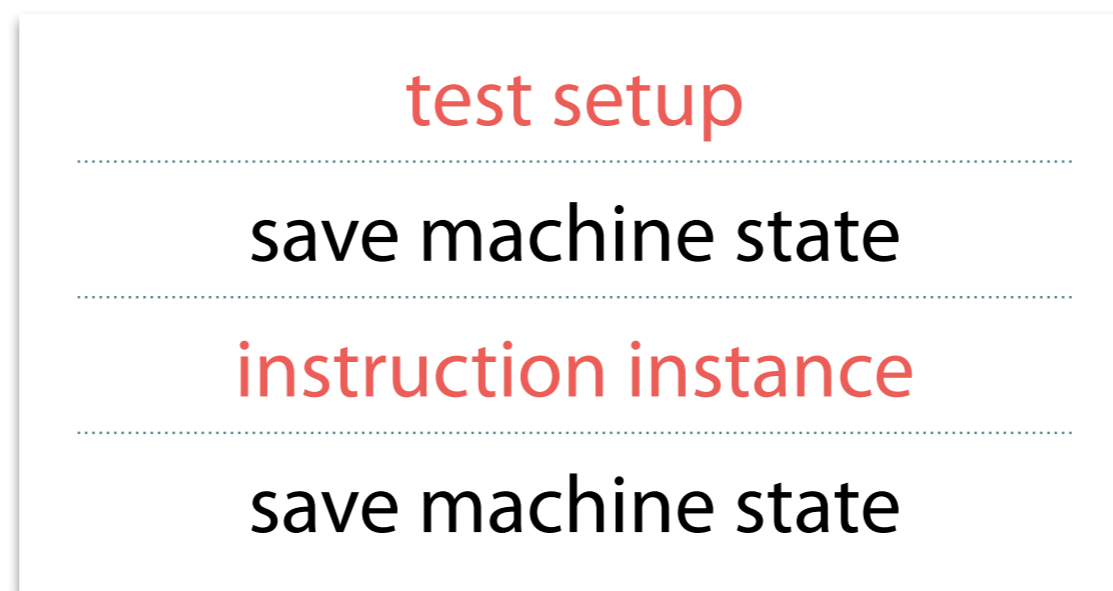 test setup
save machine state
instruction instance
save machine state